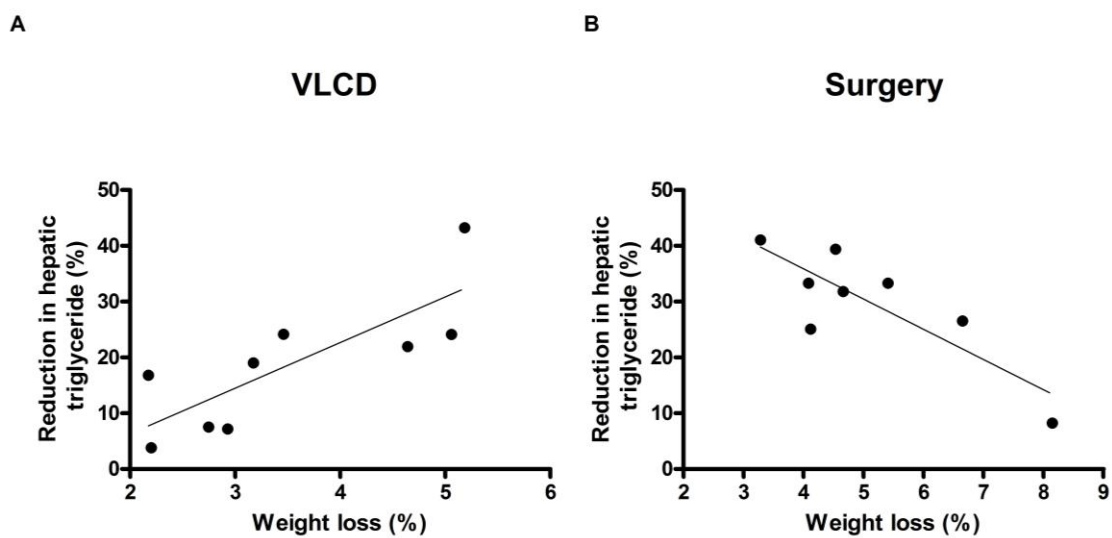 A
VLCD
Reduction in hepatic
triglyceride (%)
50
40
30
20
10
0
2
3
4
5
6
Weight loss (%)
B
Surgery
Reduction in hepatic
triglyceride (%)
50
40
30
20
10
0
2
3
4
5
6
7
8
9
Weight loss (%)